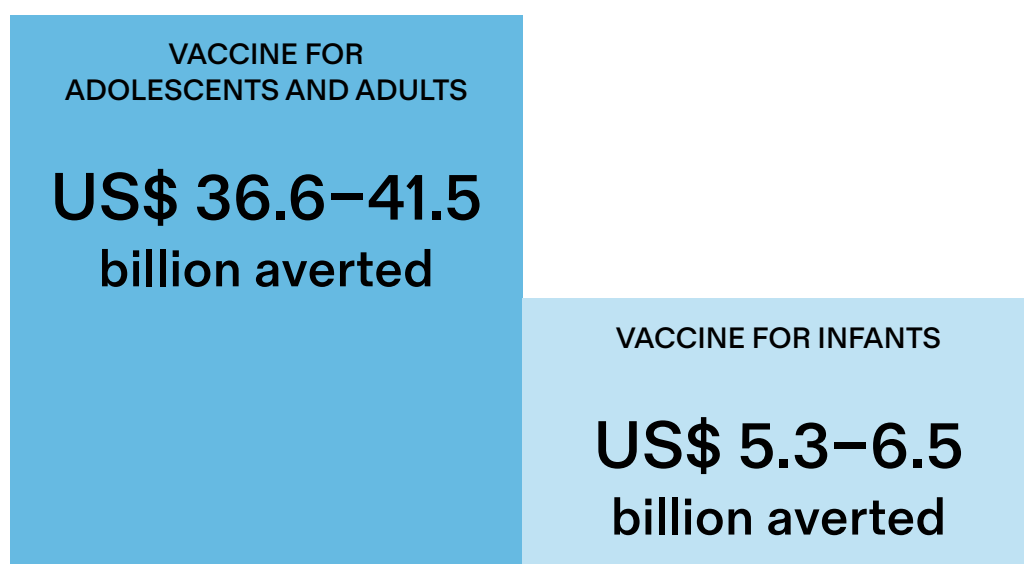 VACCINE FOR
ADOLESCENTS AND ADULTS
US$ 36.6–41.5
billion averted
VACCINE FOR INFANTS
US$ 5.3–6.5
billion averted